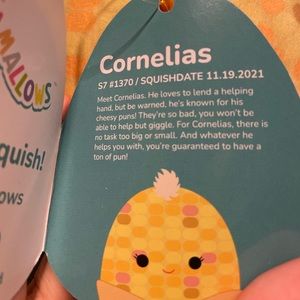 MALLOWS
quish!
ows
Cornelias
S7 #1370 / SQUISHDATE 11.19.2021
Meet Cornelias. He loves to lend a helping
hand, but be warned, he's known for his
cheesy puns! They're so bad, you won't be
able to help but giggle. For Cornelias, there is
no task too big or small. And whatever he
helps you with, you're guaranteed to have a
ton of pun!